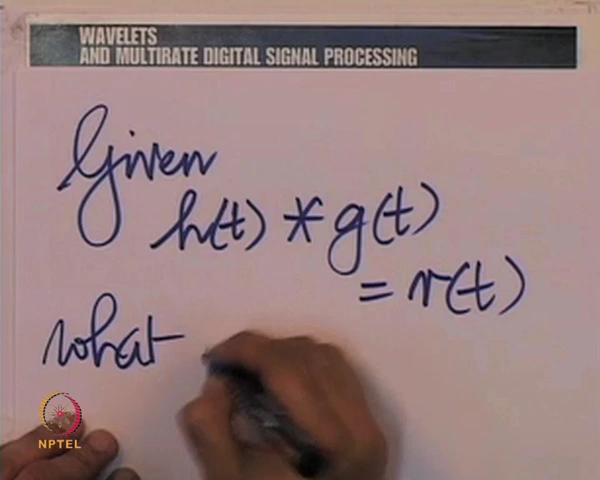 WAVELETS
AND MULTIRATE DIGITAL SIGNAL PROCESSING
Given
h(t) * g(t)
= r(t)
what
NPTEL